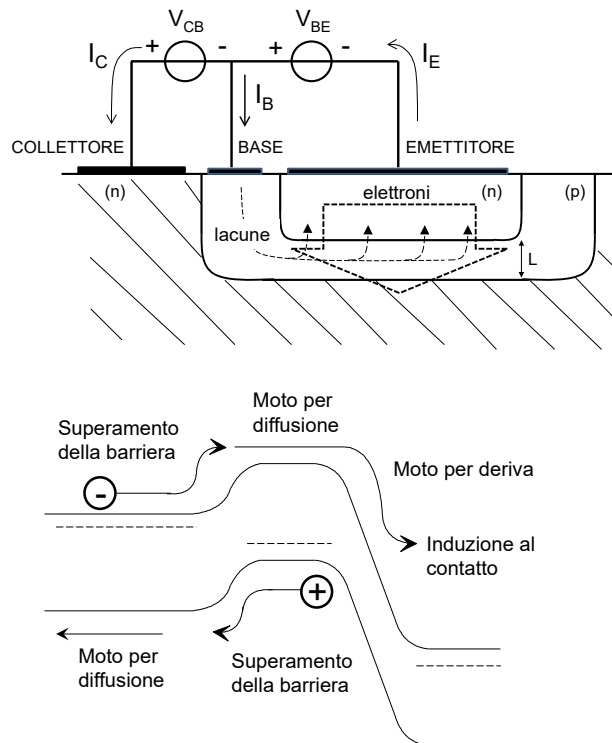 V_CB
V_BE
I_C + - + - I_E
I_B
COLLETTORE BASE EMETTITORE
(n) elettroni (n) (p)
lacune
L
Moto per
diffusione
Superamento
della barriera
Moto per deriva
-
Induzione al
contatto
+
Moto per
diffusione
Superamento
della barriera